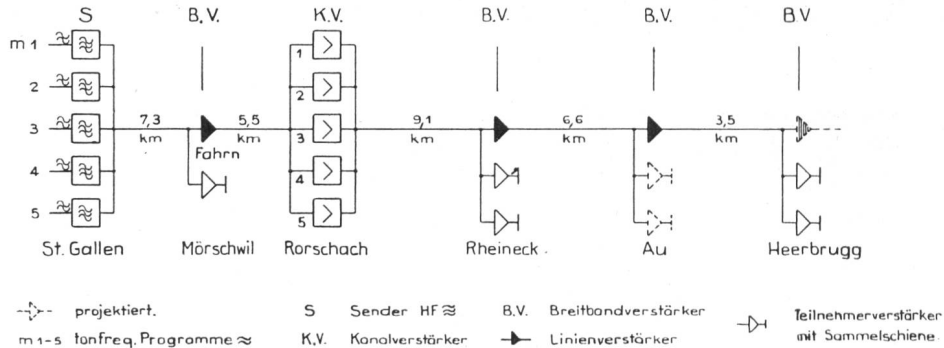 S B.V. K.V. B.V. B.V. BV
m 1 1
2 2
3 7,3 km Fahrn 5,5 km 3 9,1 km 6,6 km 3,5 km
4 4
5 5
St. Gallen Mörschwil Rorschach Rheineck. Au Heerbrugg
projektiert. S Sender HF ≈ B.V. Breitbandverstärker Teilnehmerverstärker
m 1-5 tonfreq. Programme ≈ K.V. Kanalverstärker Linienverstärker mit Sammelschiene.